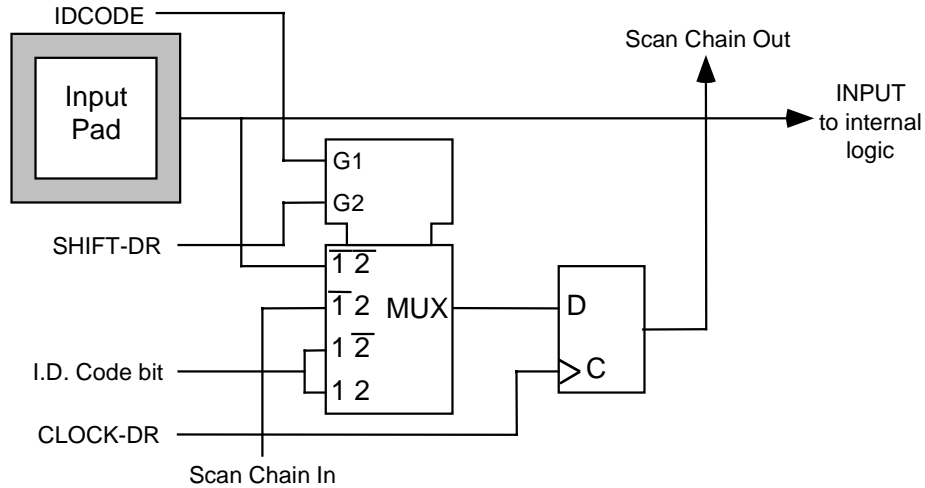 IDCODE
Scan Chain Out
Input
Pad
INPUT
to internal
logic
G1
G2
SHIFT-DR
1̅ 2̅
1̅ 2
MUX
D
1 2̅
I.D. Code bit
C
1 2
CLOCK-DR
Scan Chain In